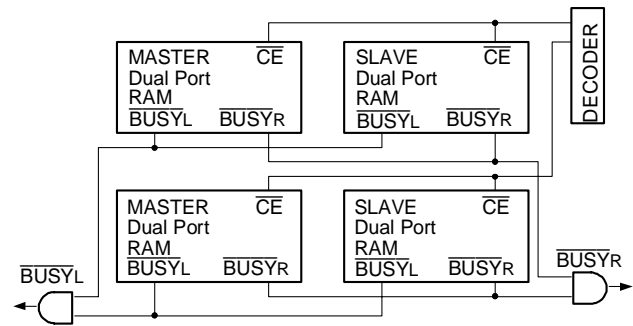 MASTER CE
Dual Port
RAM
BUSYL BUSYR
SLAVE CE
Dual Port
RAM
BUSYL BUSYR
DECODER
MASTER CE
Dual Port
RAM
BUSYL BUSYR
SLAVE CE
Dual Port
RAM
BUSYL BUSYR
BUSYL
BUSYR